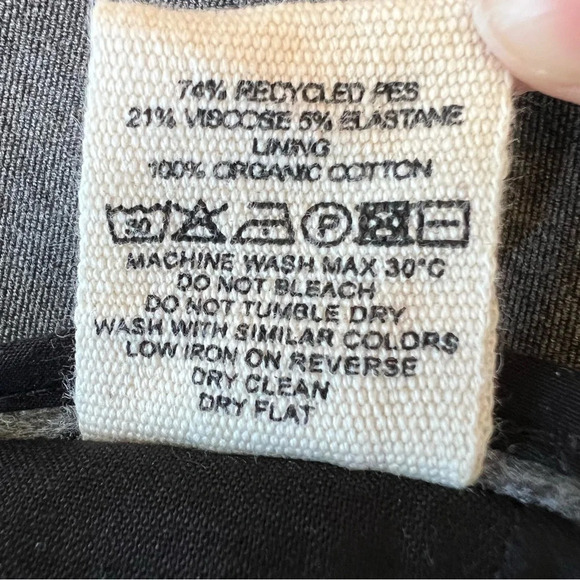 74% RECYCLED PES
21% VISCOSE 5% ELASTANE
LINING
100% ORGANIC COTTON
30 P
MACHINE WASH MAX 30°C
DO NOT BLEACH
DO NOT TUMBLE DRY
WASH WITH SIMILAR COLORS
LOW IRON ON REVERSE
DRY CLEAN
DRY FLAT